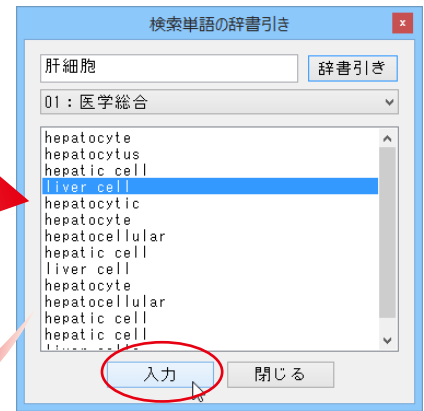 検索単語の辞書引き
x
肝細胞
辞書引き
01：医学総合
hepatocyte
hepatocytus
hepatic cell
liver cell
hepatocytic
hepatocyte
hepatocellular
hepatic cell
liver cell
hepatocyte
hepatocellular
hepatic cell
hepatic cell
入力
閉じる